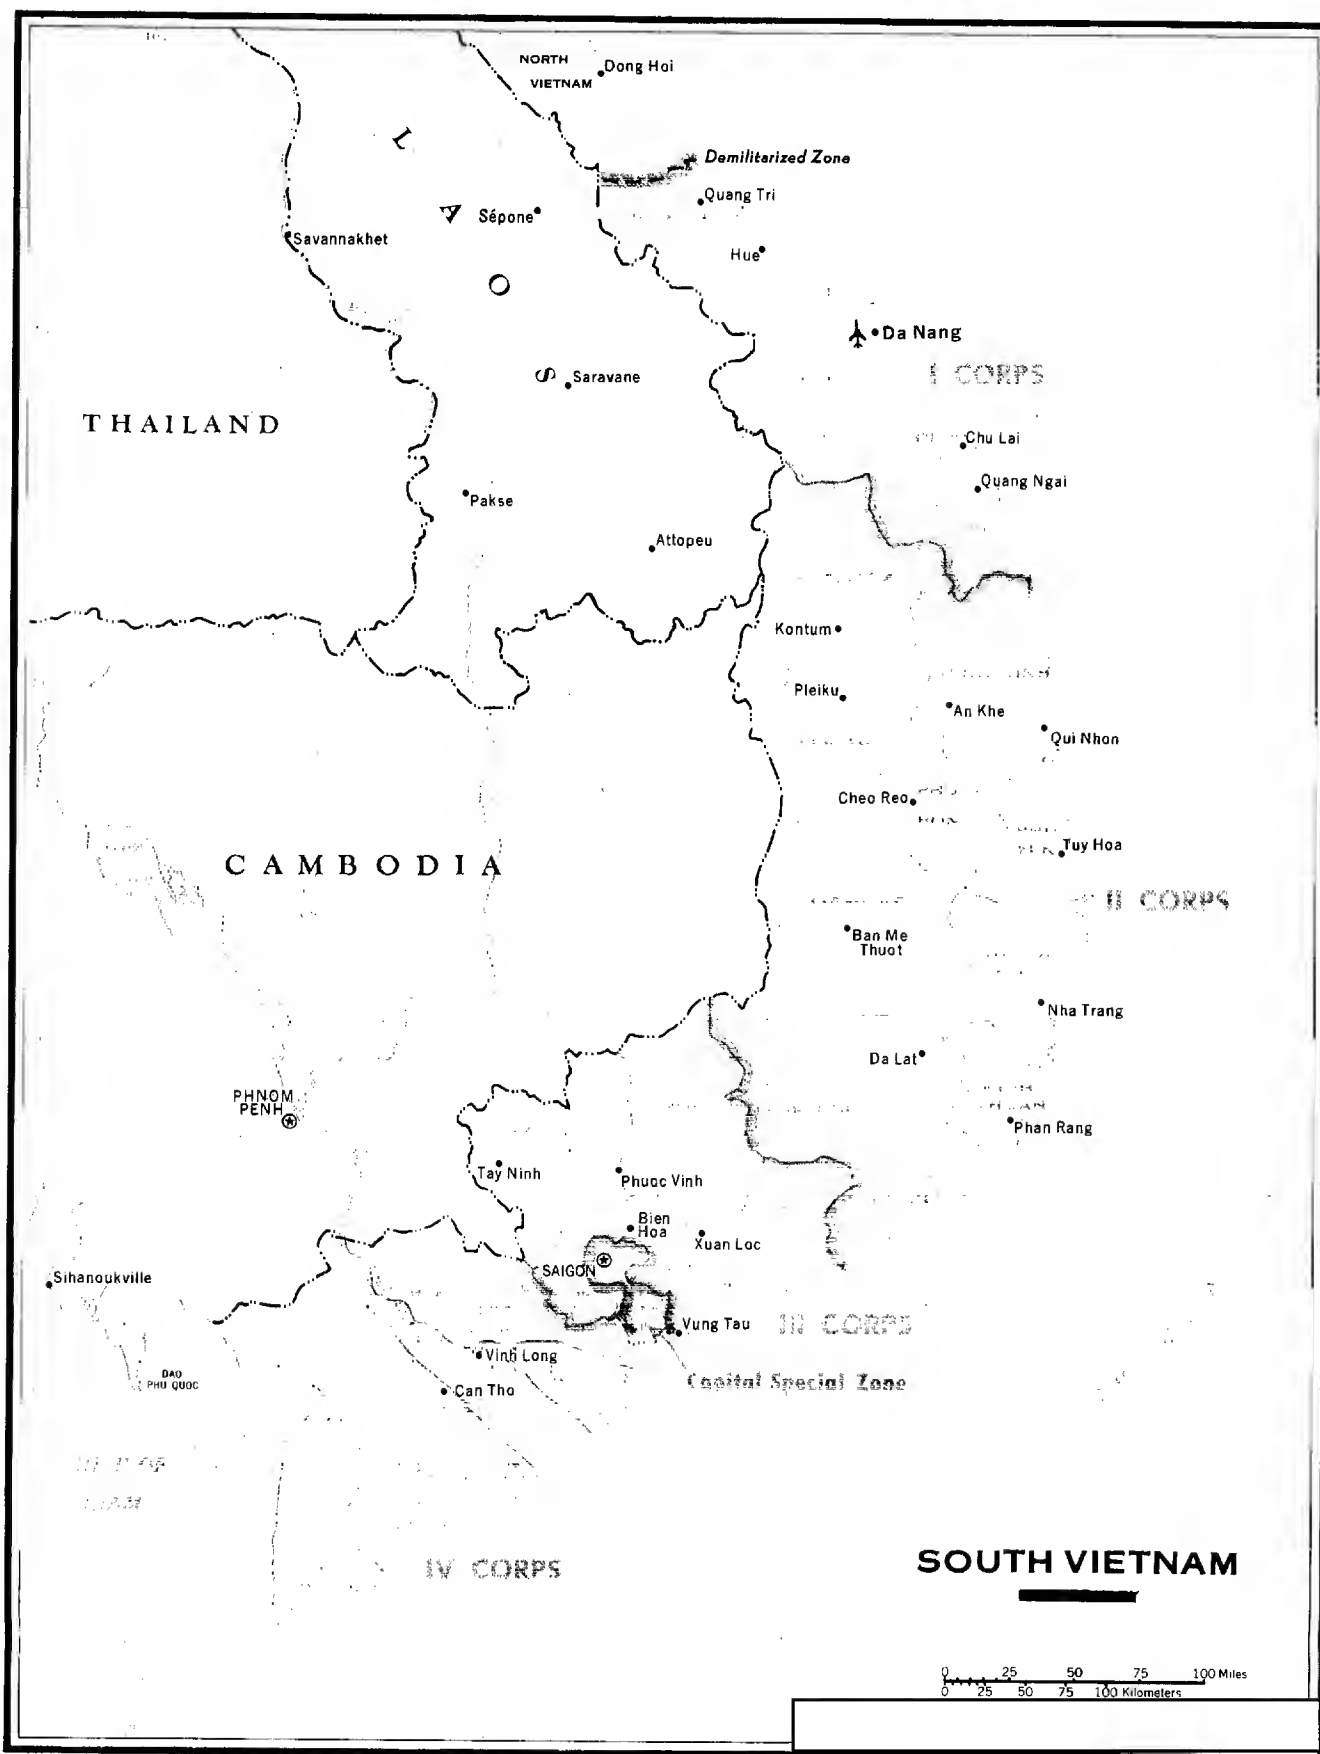 NORTH
VIETNAM
Dong Hoi
L
A
O
S
Demilitarized Zone
Sépone
Quang Tri
Savannakhet
Hue
Da Nang
I CORPS
Saravane
THAILAND
Chu Lai
Pakse
Quang Ngai
Attopeu
Kontum
Pleiku
An Khe
Qui Nhon
Cheo Reo
Tuy Hoa
CAMBODIA
II CORPS
Ban Me
Thuot
Nha Trang
Da Lat
PHNOM
PENH
Phan Rang
Tay Ninh
Phuoc Vinh
Bien
Hoa
Xuan Loc
SAIGON
Sihanoukville
Vung Tau
III CORPS
Vinh Long
DAO
PHU QUOC
Can Tho
Capital Special Zone
IV CORPS
SOUTH VIETNAM
0 25 50 75 100 Miles
0 25 50 75 100 Kilometers